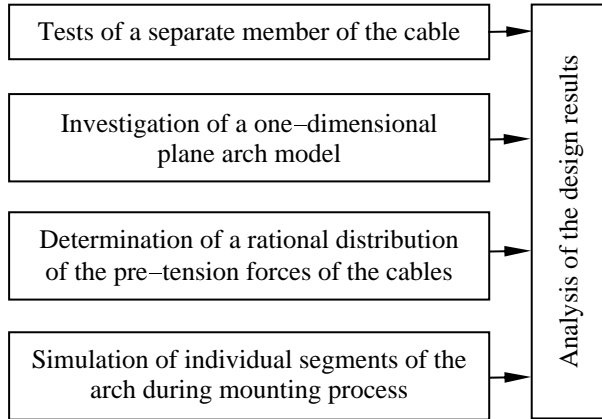 Tests of a separate member of the cable
Investigation of a one−dimensional
plane arch model
Determination of a rational distribution
of the pre−tension forces of the cables
Simulation of individual segments of the
arch during mounting process
Analysis of the design results